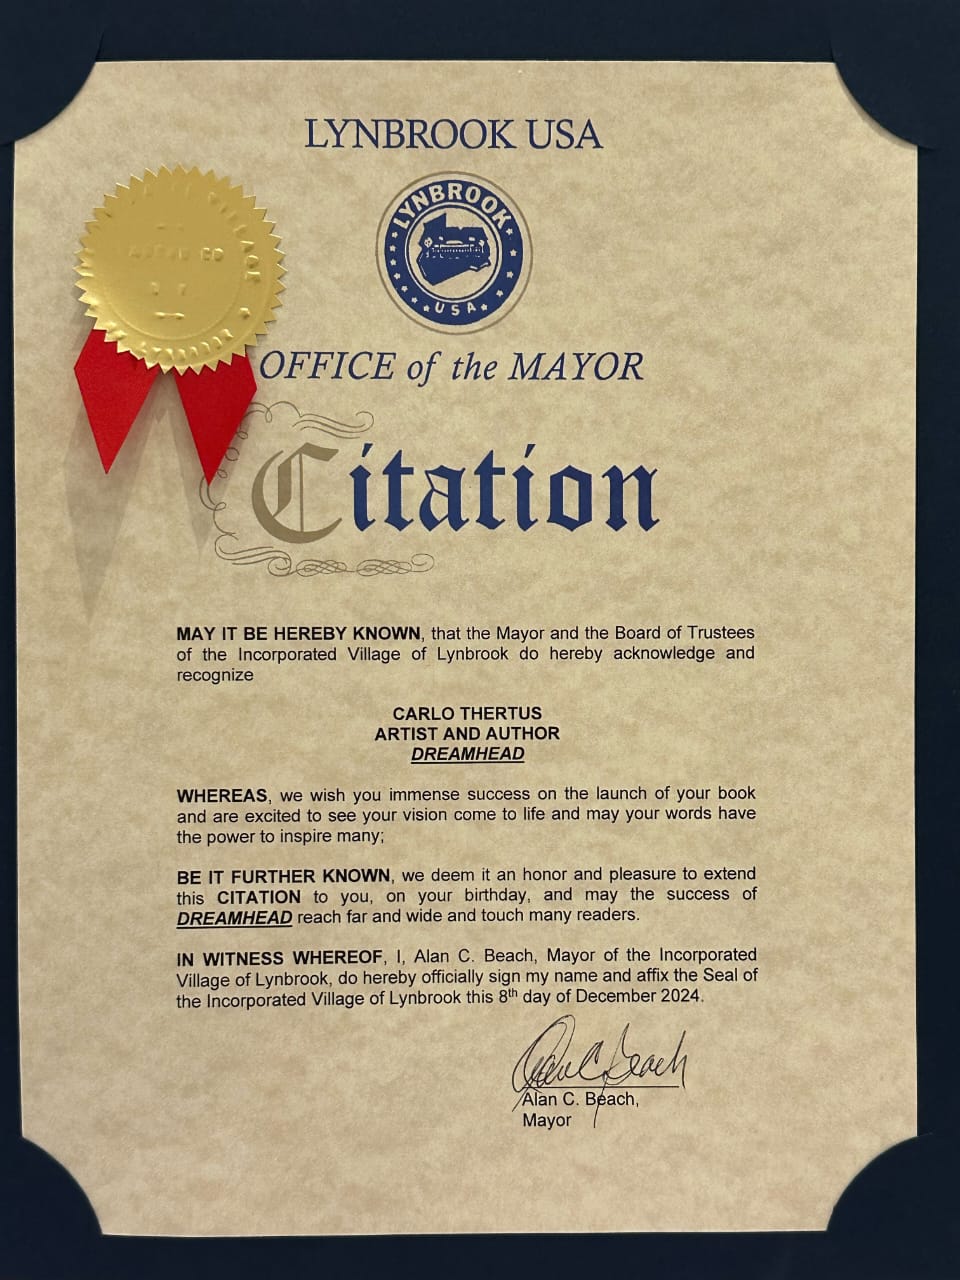 LYNBROOK USA
LYNBROOK
USA
OFFICE of the MAYOR
Citation
MAY IT BE HEREBY KNOWN, that the Mayor and the Board of Trustees
of the Incorporated Village of Lynbrook do hereby acknowledge and
recognize
CARLO THERTUS
ARTIST AND AUTHOR
DREAMHEAD
WHEREAS, we wish you immense success on the launch of your book
and are excited to see your vision come to life and may your words have
the power to inspire many;
BE IT FURTHER KNOWN, we deem it an honor and pleasure to extend
this CITATION to you, on your birthday, and may the success of
DREAMHEAD reach far and wide and touch many readers.
IN WITNESS WHEREOF, I, Alan C. Beach, Mayor of the Incorporated
Village of Lynbrook, do hereby officially sign my name and affix the Seal of
the Incorporated Village of Lynbrook this 8th day of December 2024.
Alan C. Beach,
Mayor